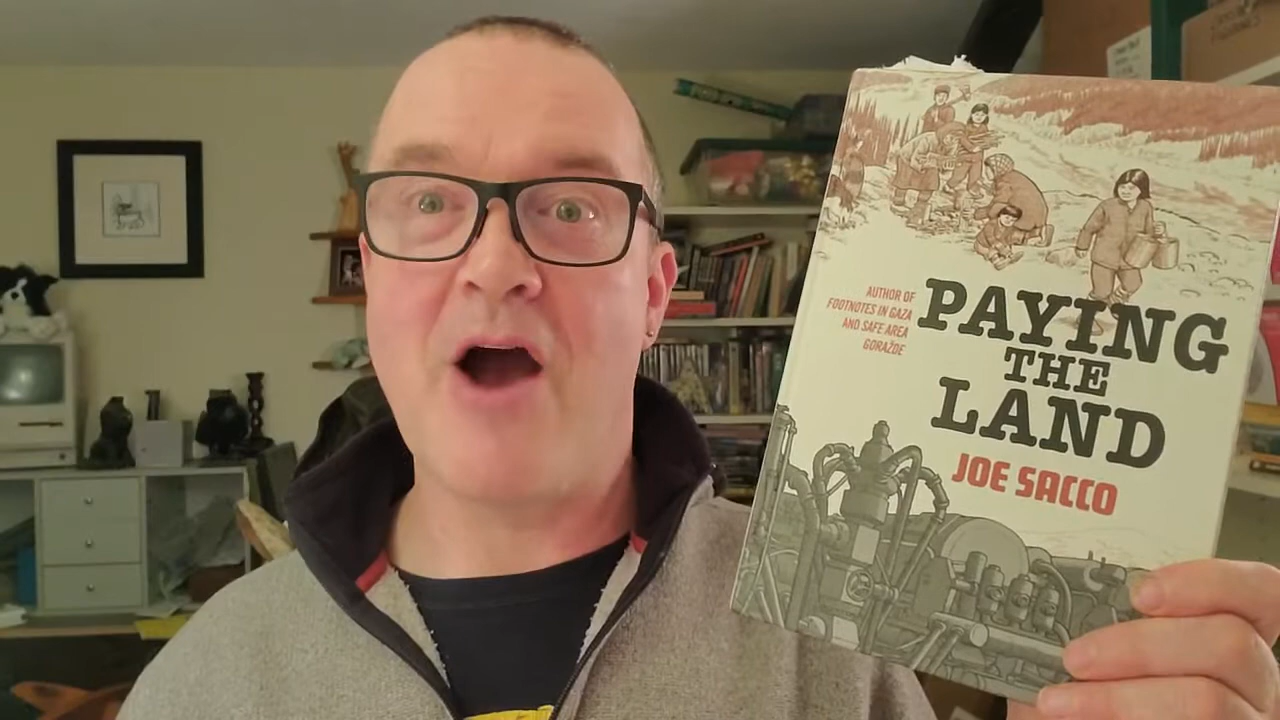 AUTHOR OF
FOOTNOTES IN GAZA
AND SAFE AREA
GORAŽDE
PAYING
THE
LAND
JOE SACCO